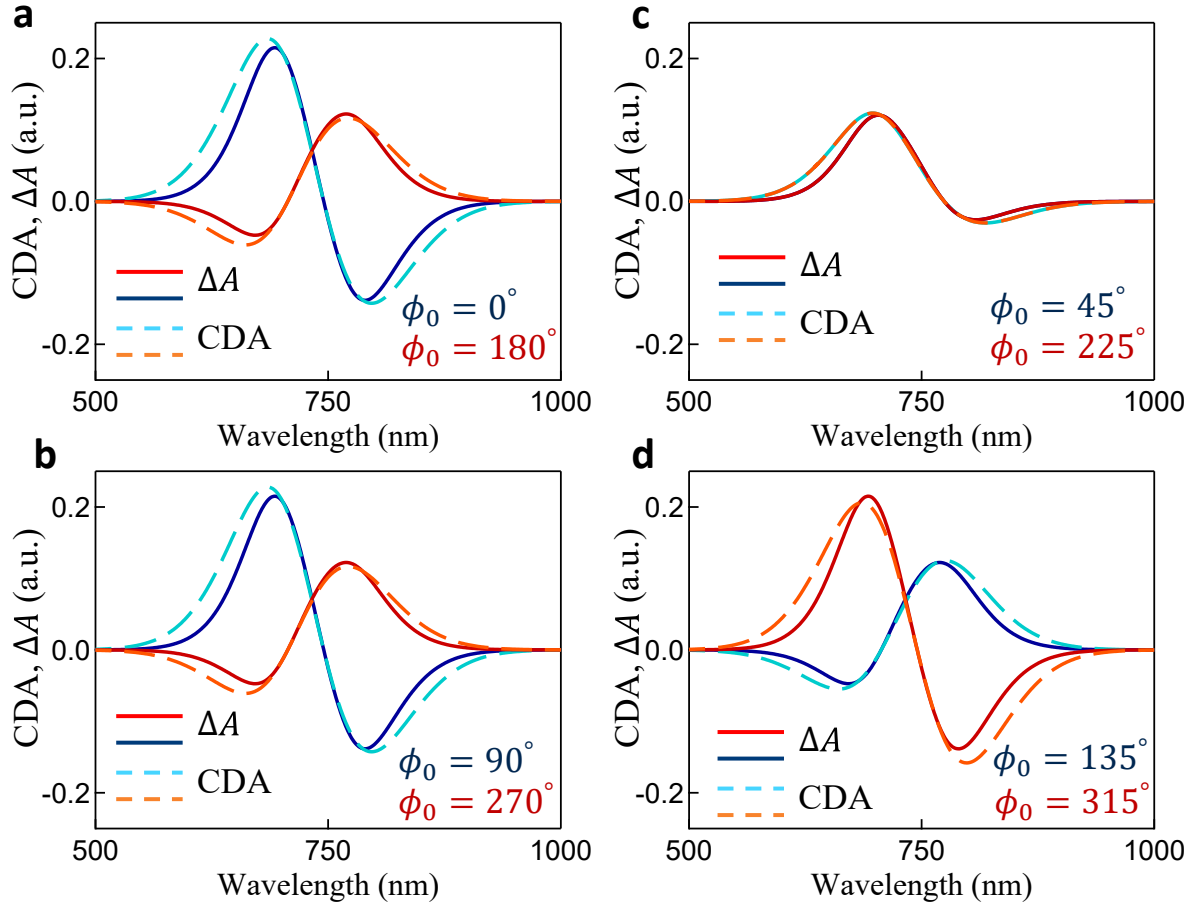 a
CDA, ΔA (a.u.)
0.2
0.0
-0.2
ΔA
CDA
ϕ₀ = 0°
ϕ₀ = 180°
500
750
1000
Wavelength (nm)
c
CDA, ΔA (a.u.)
0.2
0.0
-0.2
ΔA
CDA
ϕ₀ = 45°
ϕ₀ = 225°
500
750
1000
Wavelength (nm)
b
CDA, ΔA (a.u.)
0.2
0.0
-0.2
ΔA
CDA
ϕ₀ = 90°
ϕ₀ = 270°
500
750
1000
Wavelength (nm)
d
CDA, ΔA (a.u.)
0.2
0.0
-0.2
ΔA
CDA
ϕ₀ = 135°
ϕ₀ = 315°
500
750
1000
Wavelength (nm)